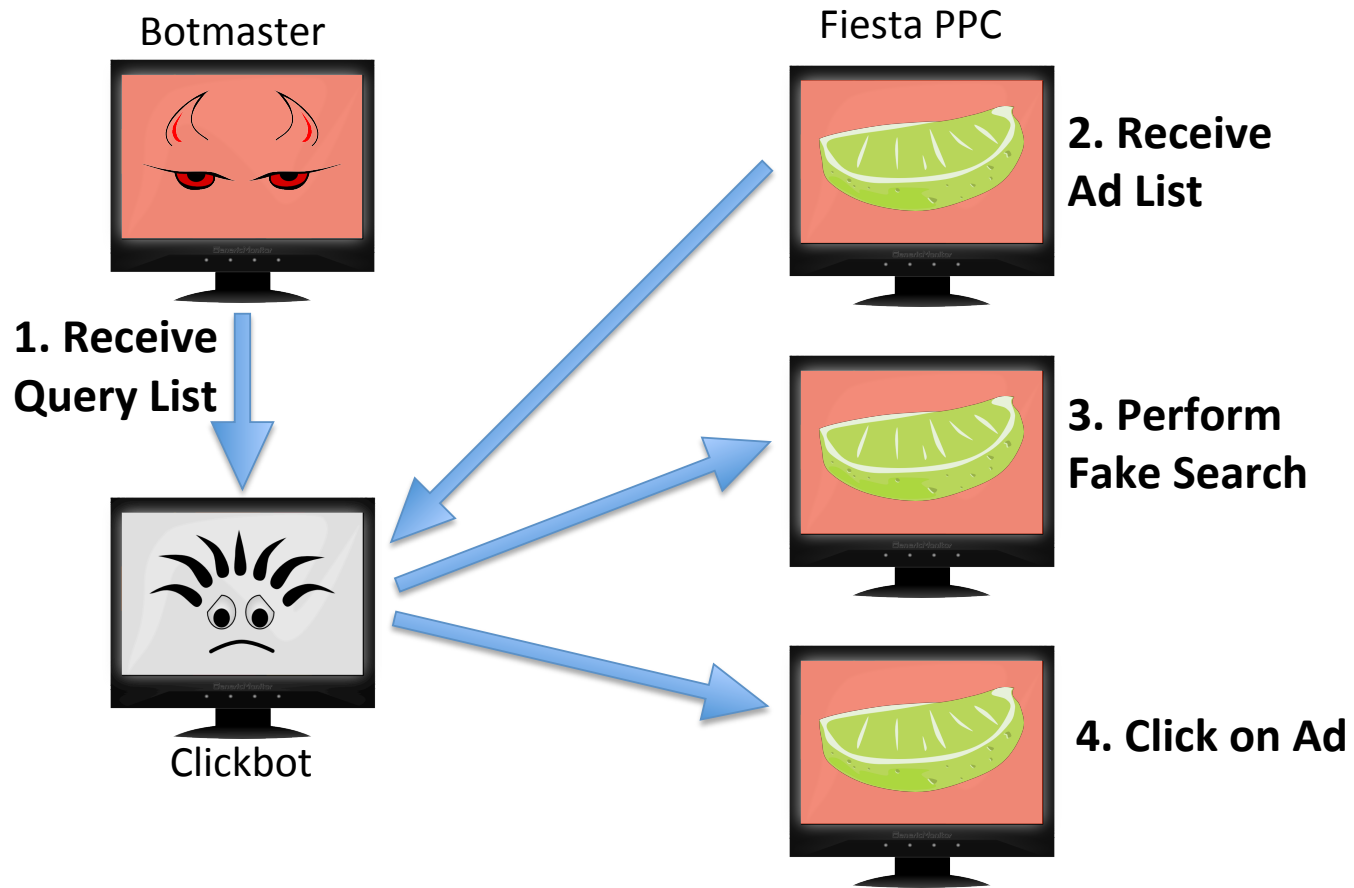 Botmaster
Fiesta PPC
1. Receive
Query List
2. Receive
Ad List
3. Perform
Fake Search
4. Click on Ad
Clickbot